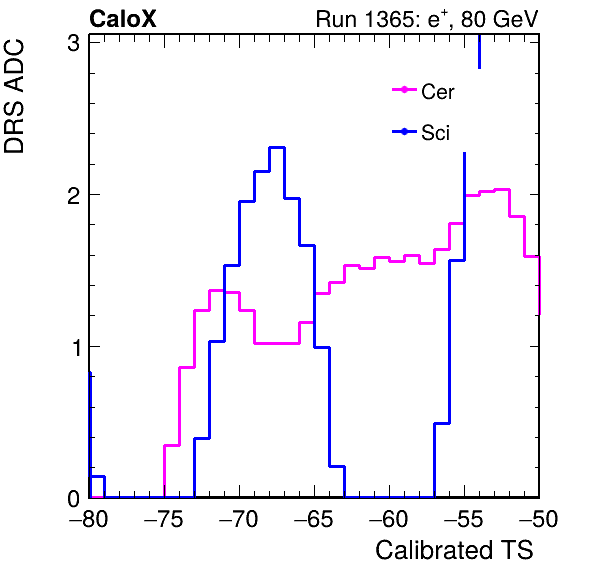 CaloX
Run 1365: e+, 80 GeV
DRS ADC
3
2
1
0
Cer
Sci
−80 −75 −70 −65 −60 −55 −50
Calibrated TS